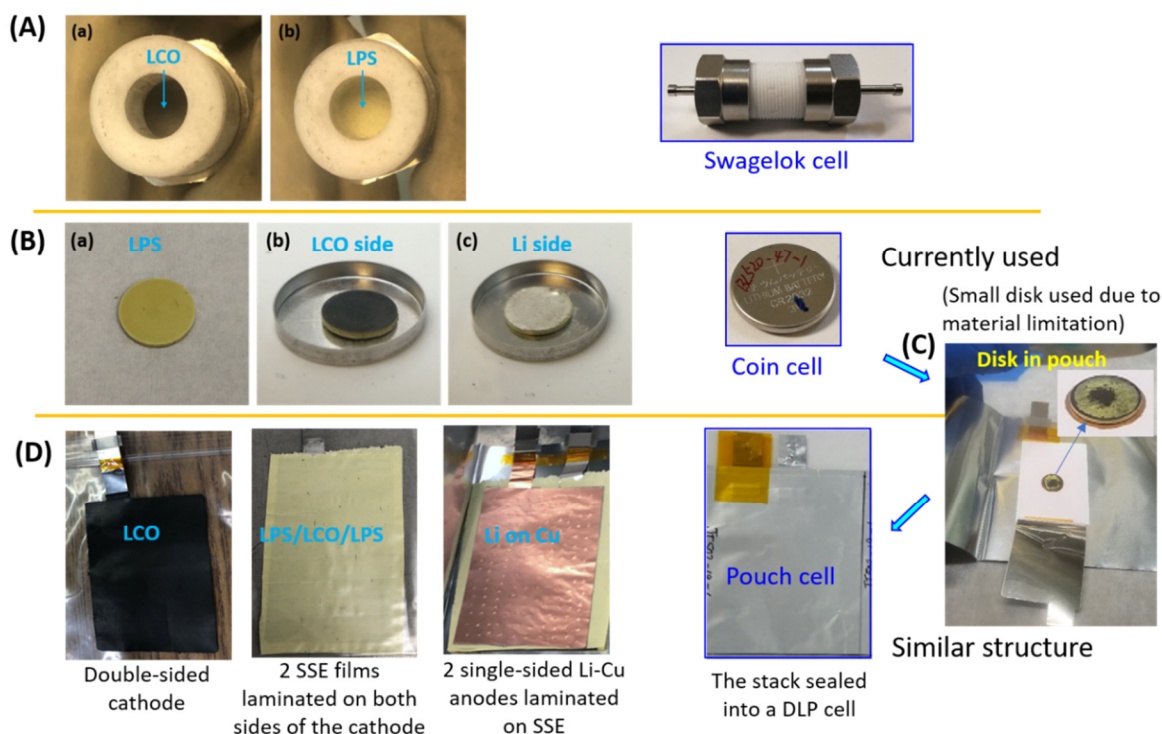 (A)
(a)
LCO
(b)
LPS
Swagelok cell
(B)
(a)
LPS
(b)
LCO side
(c)
Li side
LITHIUM BATTERY
CR2032
Coin cell
Currently used
(Small disk used due to
material limitation)
(C)
Disk in pouch
(D)
LCO
Double-sided
cathode
LPS/LCO/LPS
2 SSE films
laminated on both
sides of the cathode
Li on Cu
2 single-sided Li-Cu
anodes laminated
on SSE
Pouch cell
The stack sealed
into a DLP cell
Similar structure